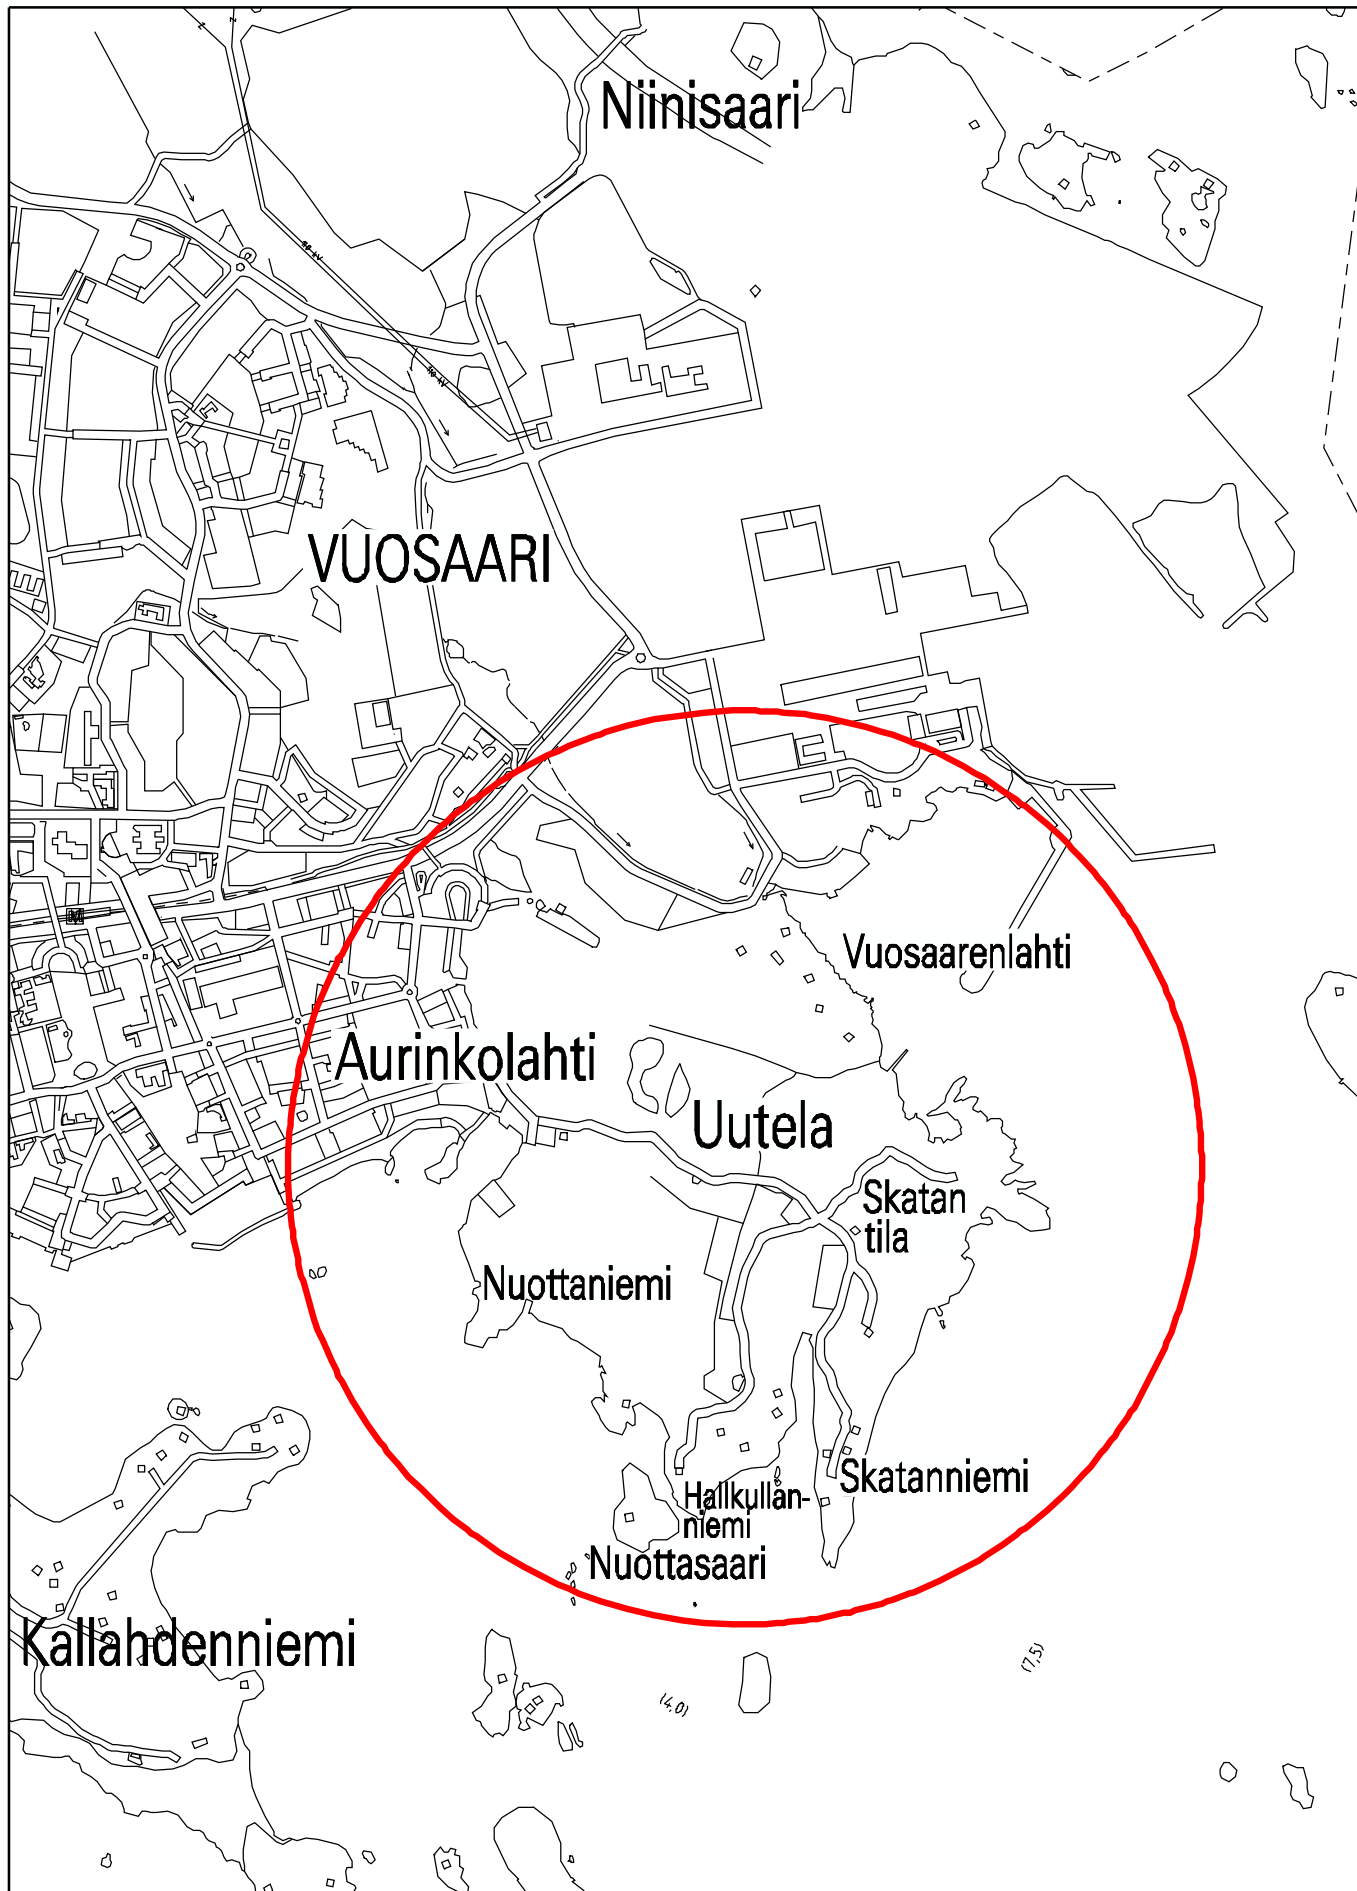 Niinisaari
VUOSAARI
Vuosaarenlahti
Aurinkolahti
Uutela
Skatan
tila
Nuottaniemi
Skatanniemi
Hallkullan-
niemi
Nuottasaari
Kallahdenniemi
(7,5)
(4,0)
M